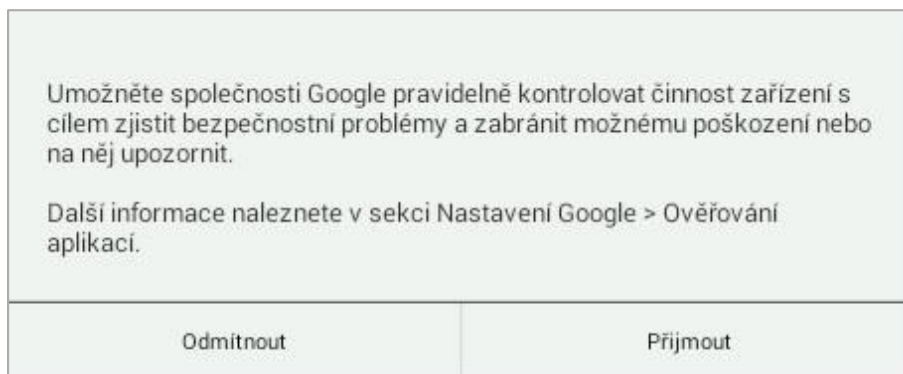 Umožněte společnosti Google pravidelně kontrolovat činnost zařízení s
cílem zjistit bezpečnostní problémy a zabránit možnému poškození nebo
na něj upozornit.
Další informace naleznete v sekci Nastavení Google > Ověřování
aplikací.
Odmítnout
Přijmout